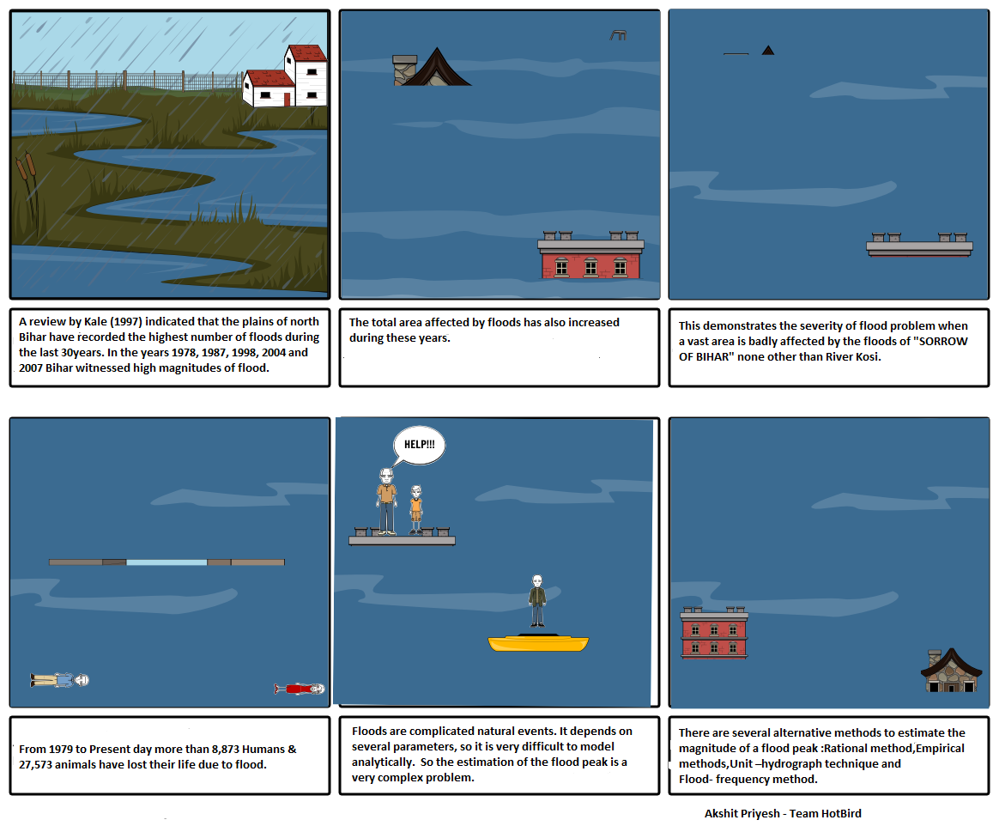 A review by Kale (1997) indicated that the plains of north
Bihar have recorded the highest number of floods during
the last 30years. In the years 1978, 1987, 1998, 2004 and
2007 Bihar witnessed high magnitudes of flood.
The total area affected by floods has also increased
during these years.
This demonstrates the severity of flood problem when
a vast area is badly affected by the floods of "SORROW
OF BIHAR" none other than River Kosi.
From 1979 to Present day more than 8,873 Humans &
27,573 animals have lost their life due to flood.
HELP!!!
Floods are complicated natural events. It depends on
several parameters, so it is very difficult to model
analytically. So the estimation of the flood peak is a
very complex problem.
There are several alternative methods to estimate the
magnitude of a flood peak :Rational method,Empirical
methods,Unit –hydrograph technique and
Flood- frequency method.
Akshit Priyesh - Team HotBird